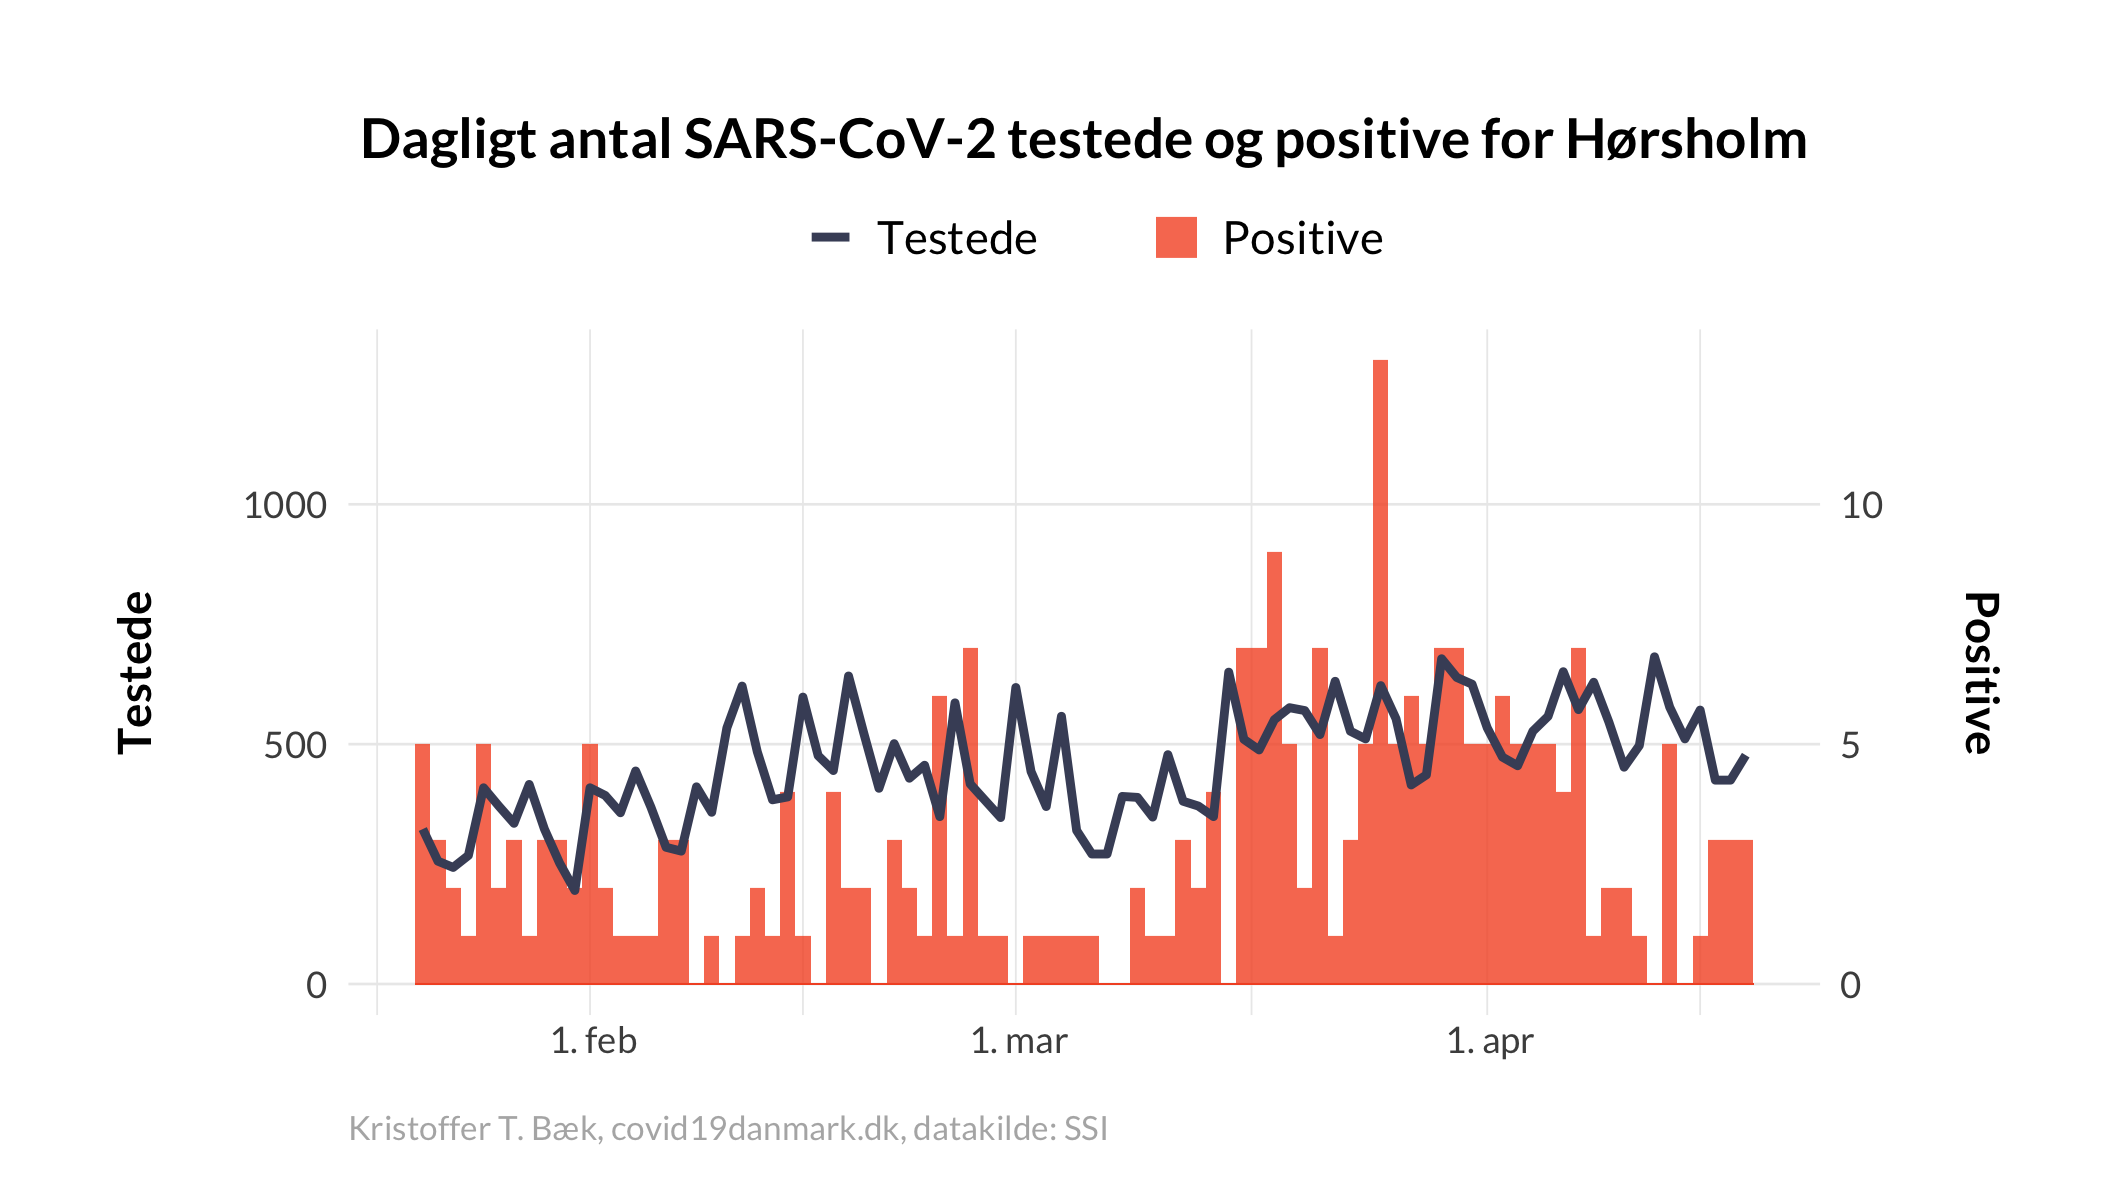 Dagligt antal SARS-CoV-2 testede og positive for Hørsholm
Testede
Positive
Testede
1000
500
0
10
5
0
Positive
1. feb
1. mar
1. apr
Kristoffer T. Bæk, covid19danmark.dk, datakilde: SSI